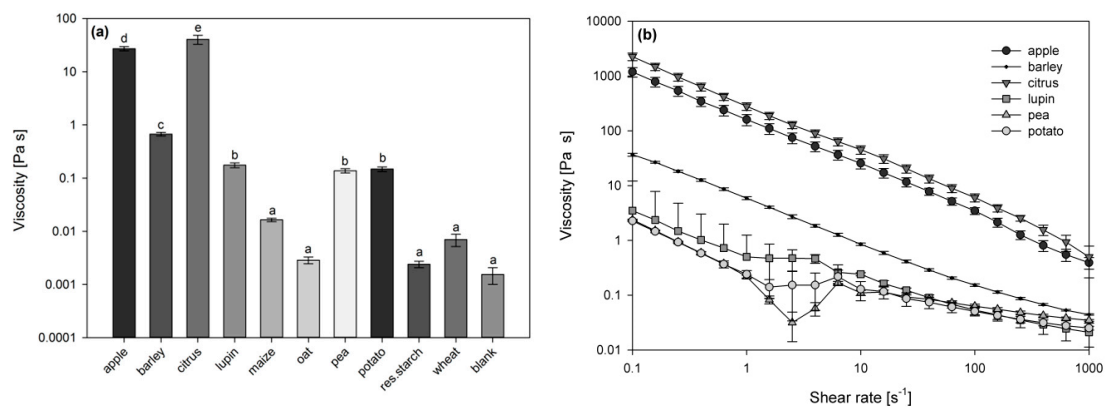 (a)
Viscosity [Pa s]
100
10
1
0.1
0.01
0.001
0.0001
d
c
e
b
a
a
b
b
a
a
a
apple
barley
citrus
lupin
maize
oat
pea
potato
res.starch
wheat
blank
(b)
Viscosity [Pa s]
10000
1000
100
10
1
0.1
0.01
apple
barley
citrus
lupin
pea
potato
0.1
1
10
100
1000
Shear rate [s⁻¹]